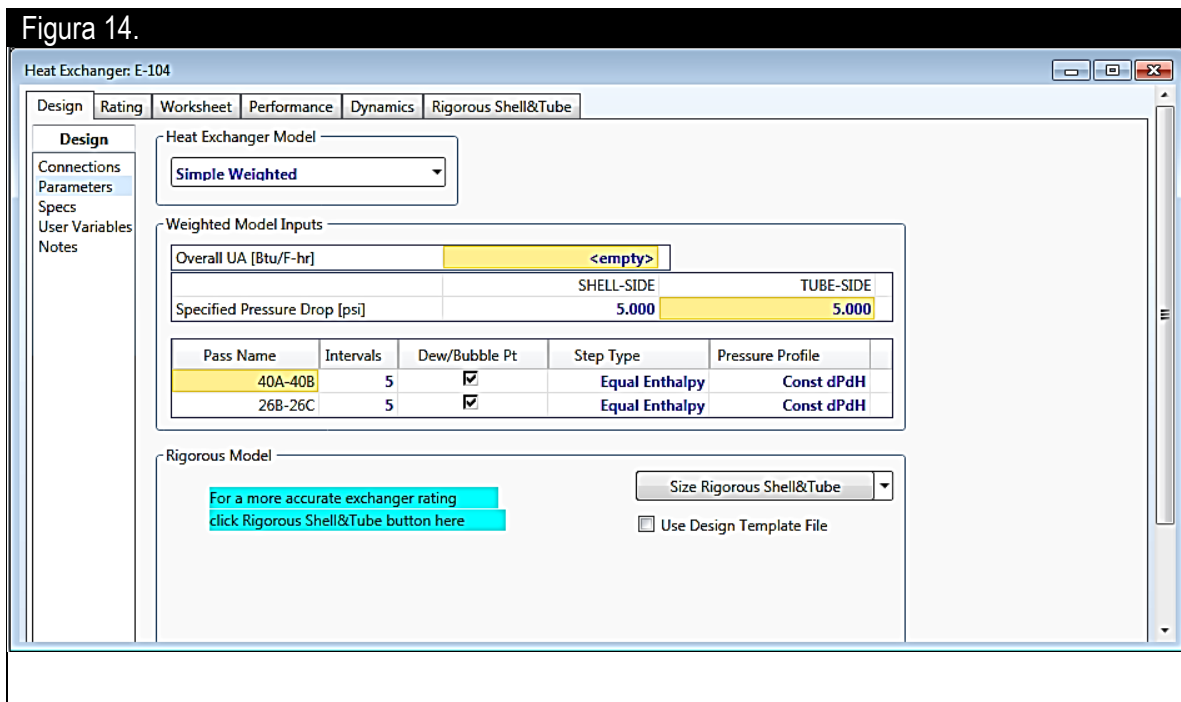 Figura 14.
Heat Exchanger: E-104
Design Rating Worksheet Performance Dynamics Rigorous Shell&Tube
Design
Connections
Parameters
Specs
User Variables
Notes
Heat Exchanger Model
Simple Weighted
Weighted Model Inputs
Overall UA [Btu/F-hr] <empty>
SHELL-SIDE TUBE-SIDE
Specified Pressure Drop [psi] 5.000 5.000
Pass Name Intervals Dew/Bubble Pt Step Type Pressure Profile
40A-40B 5 Equal Enthalpy Const dPdH
26B-26C 5 Equal Enthalpy Const dPdH
Rigorous Model
For a more accurate exchanger rating
click Rigorous Shell&Tube button here
Size Rigorous Shell&Tube
Use Design Template File